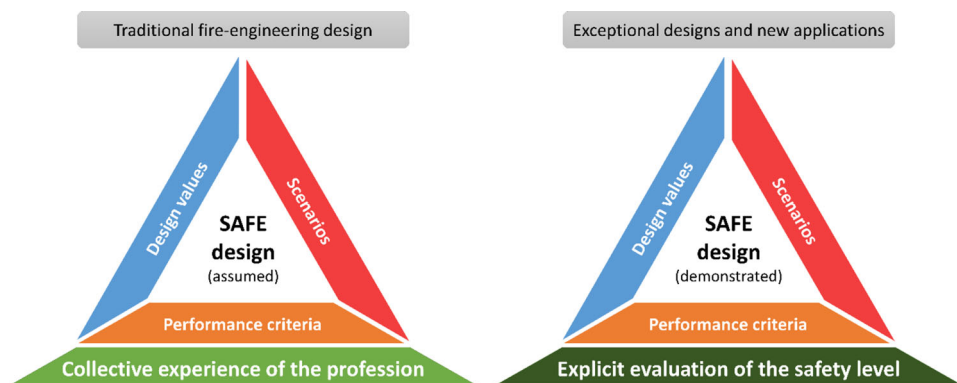 Traditional fire-engineering design
Design values
Scenarios
SAFE
design
(assumed)
Performance criteria
Collective experience of the profession
Exceptional designs and new applications
Design values
Scenarios
SAFE
design
(demonstrated)
Performance criteria
Explicit evaluation of the safety level